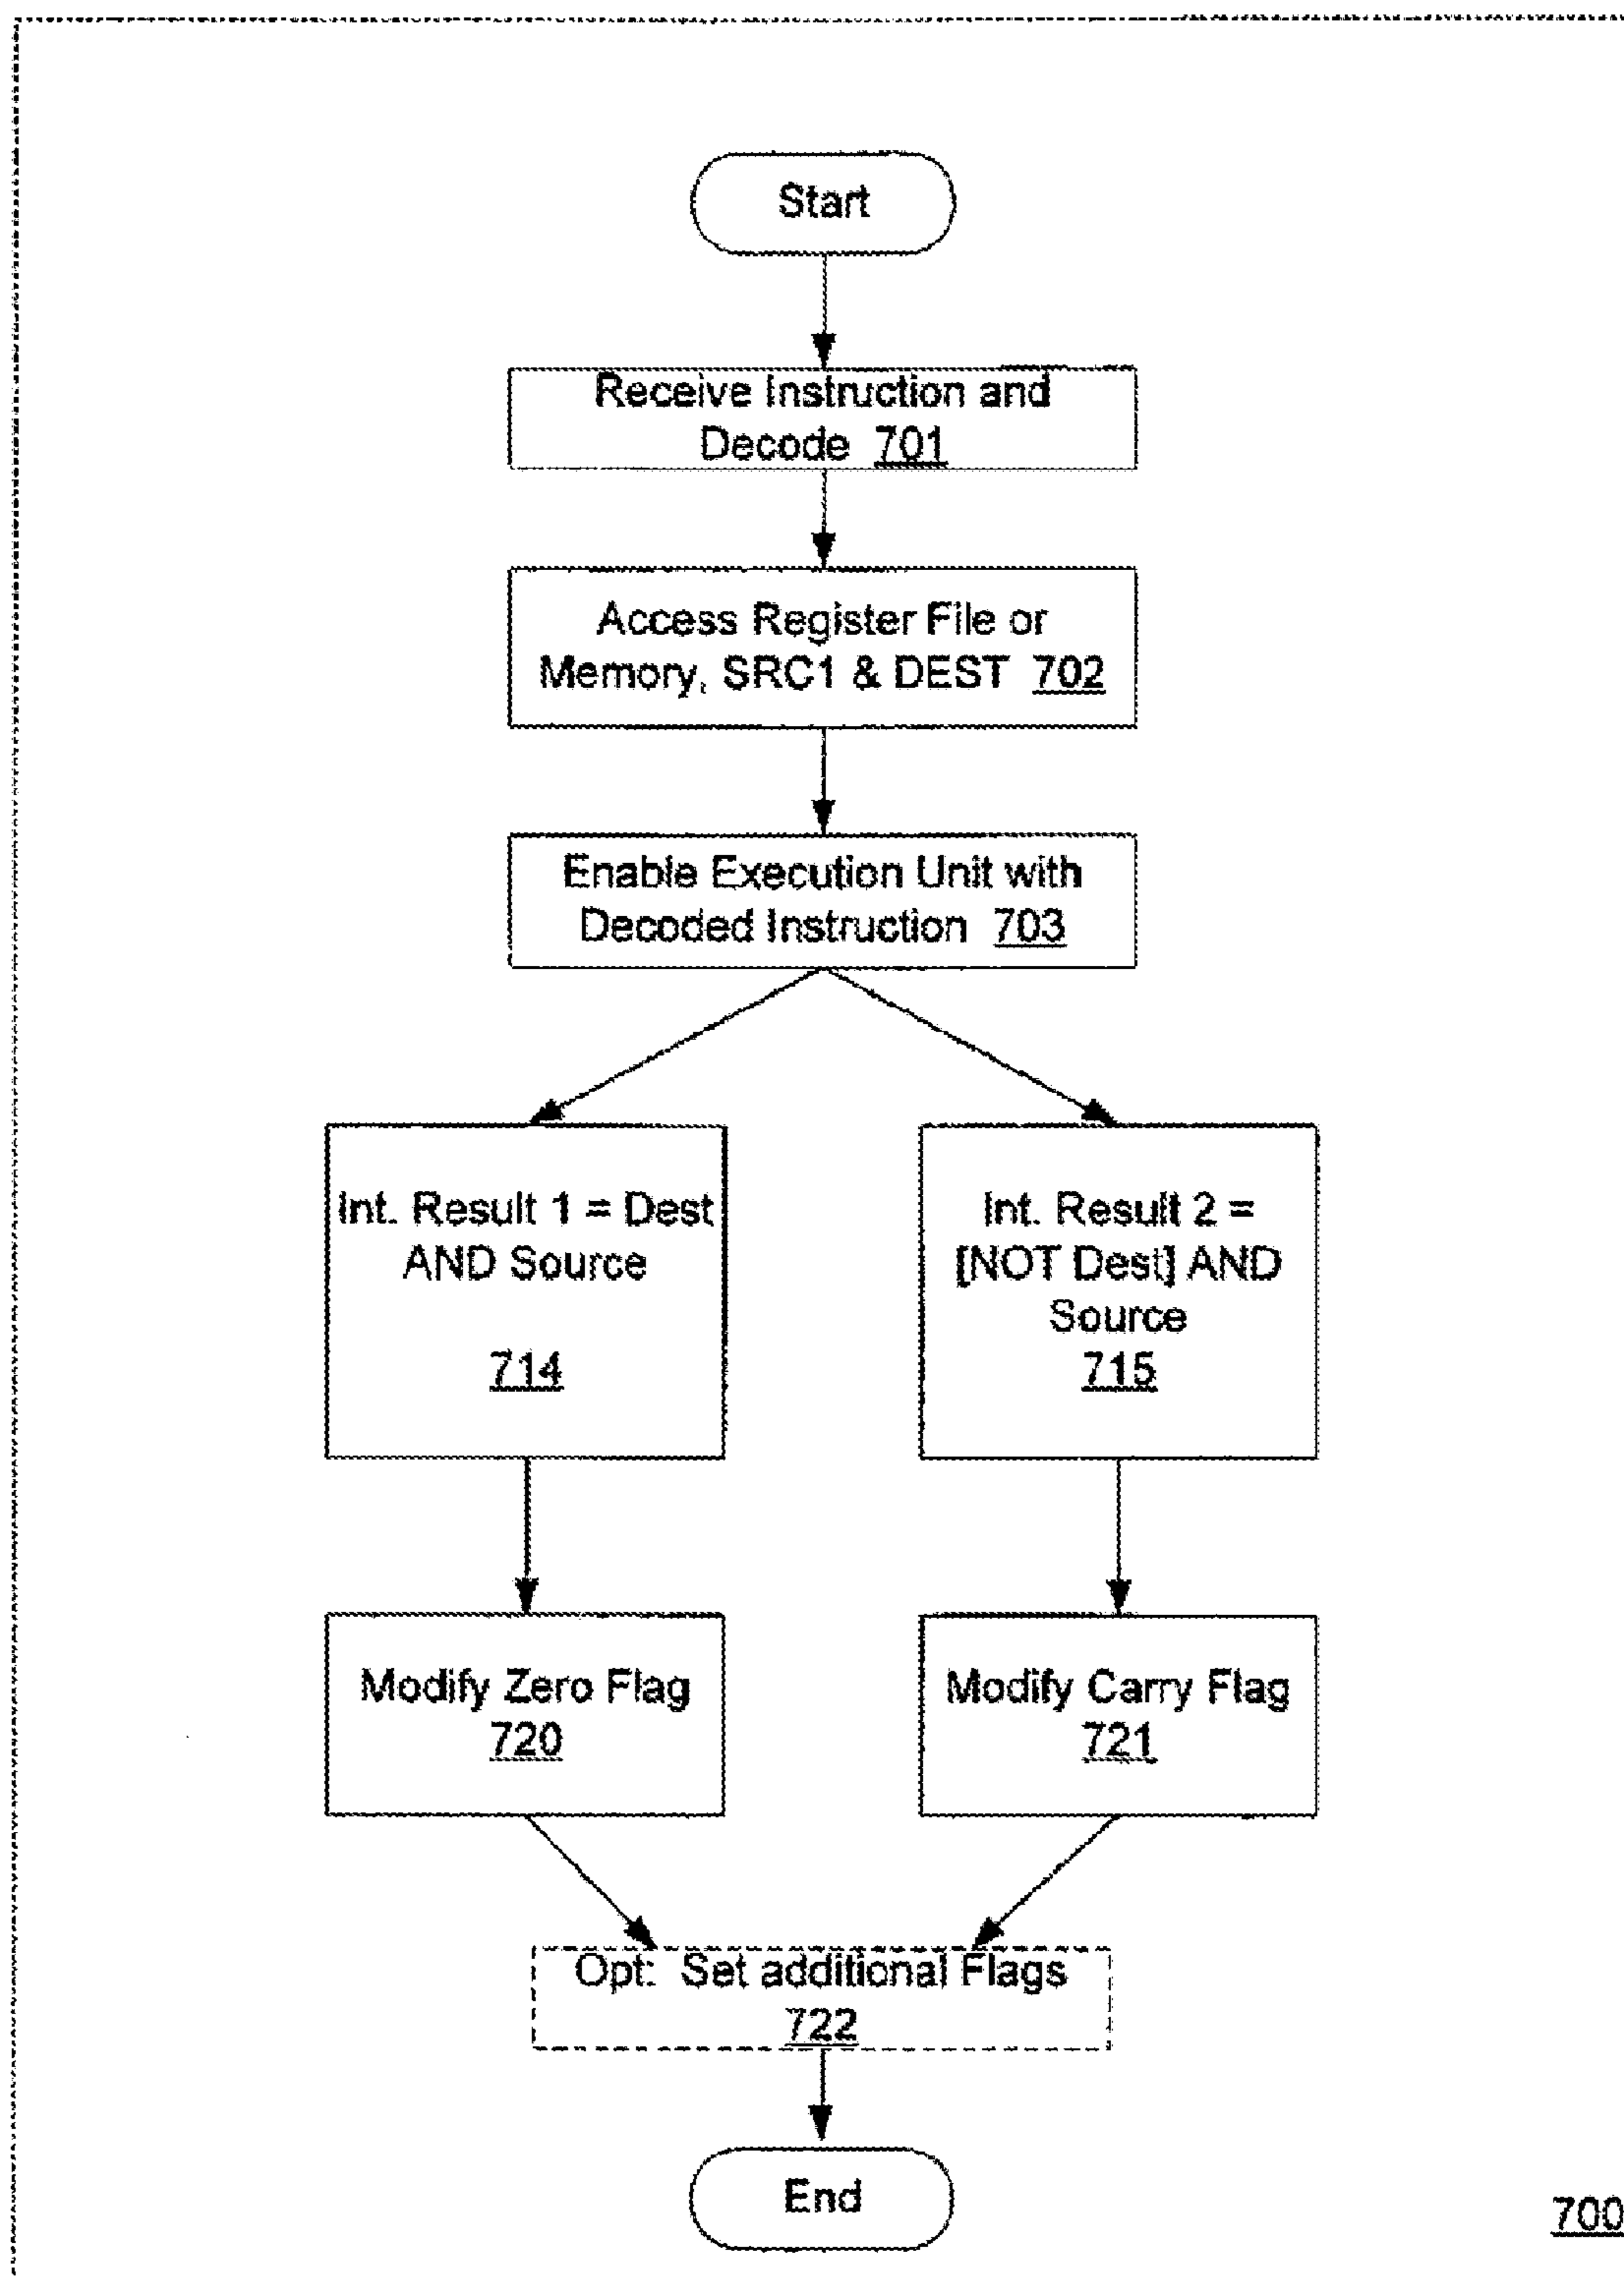 Start
Receive Instruction and
Decode 701
Access Register File or
Memory, SRC1 & DEST 702
Enable Execution Unit with
Decoded Instruction 703
Int. Result 1 = Dest
AND Source
714
Int. Result 2 =
[NOT Dest] AND
Source
715
Modify Zero Flag
720
Modify Carry Flag
721
Opt: Set additional Flags
722
End
700